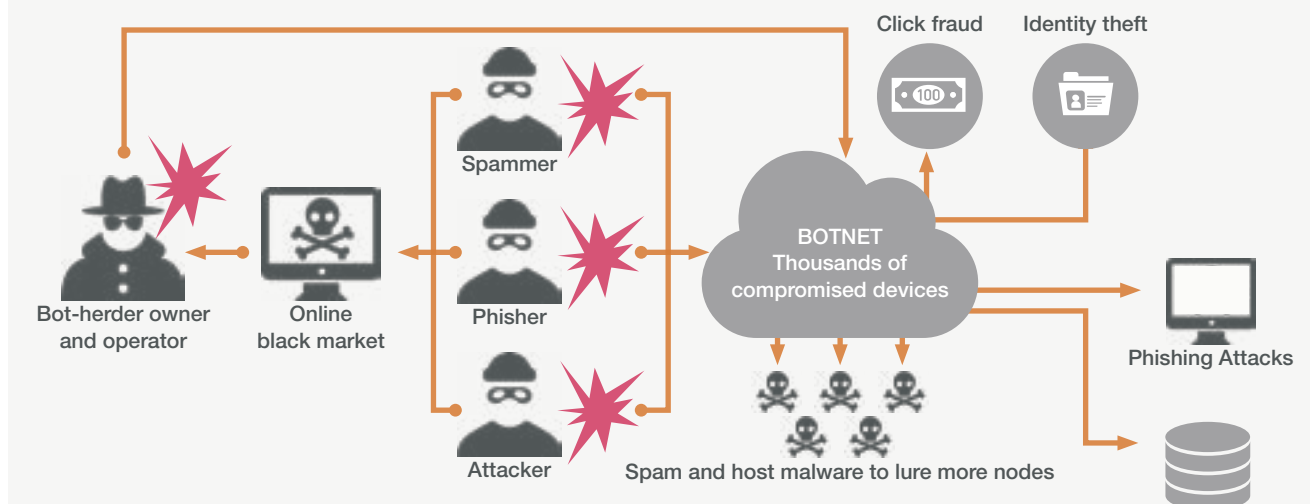 Click fraud
Identity theft
100
Spammer
Bot-herder owner
and operator
Online
black market
Phisher
BOTNET
Thousands of
compromised devices
Phishing Attacks
Attacker
Spam and host malware to lure more nodes